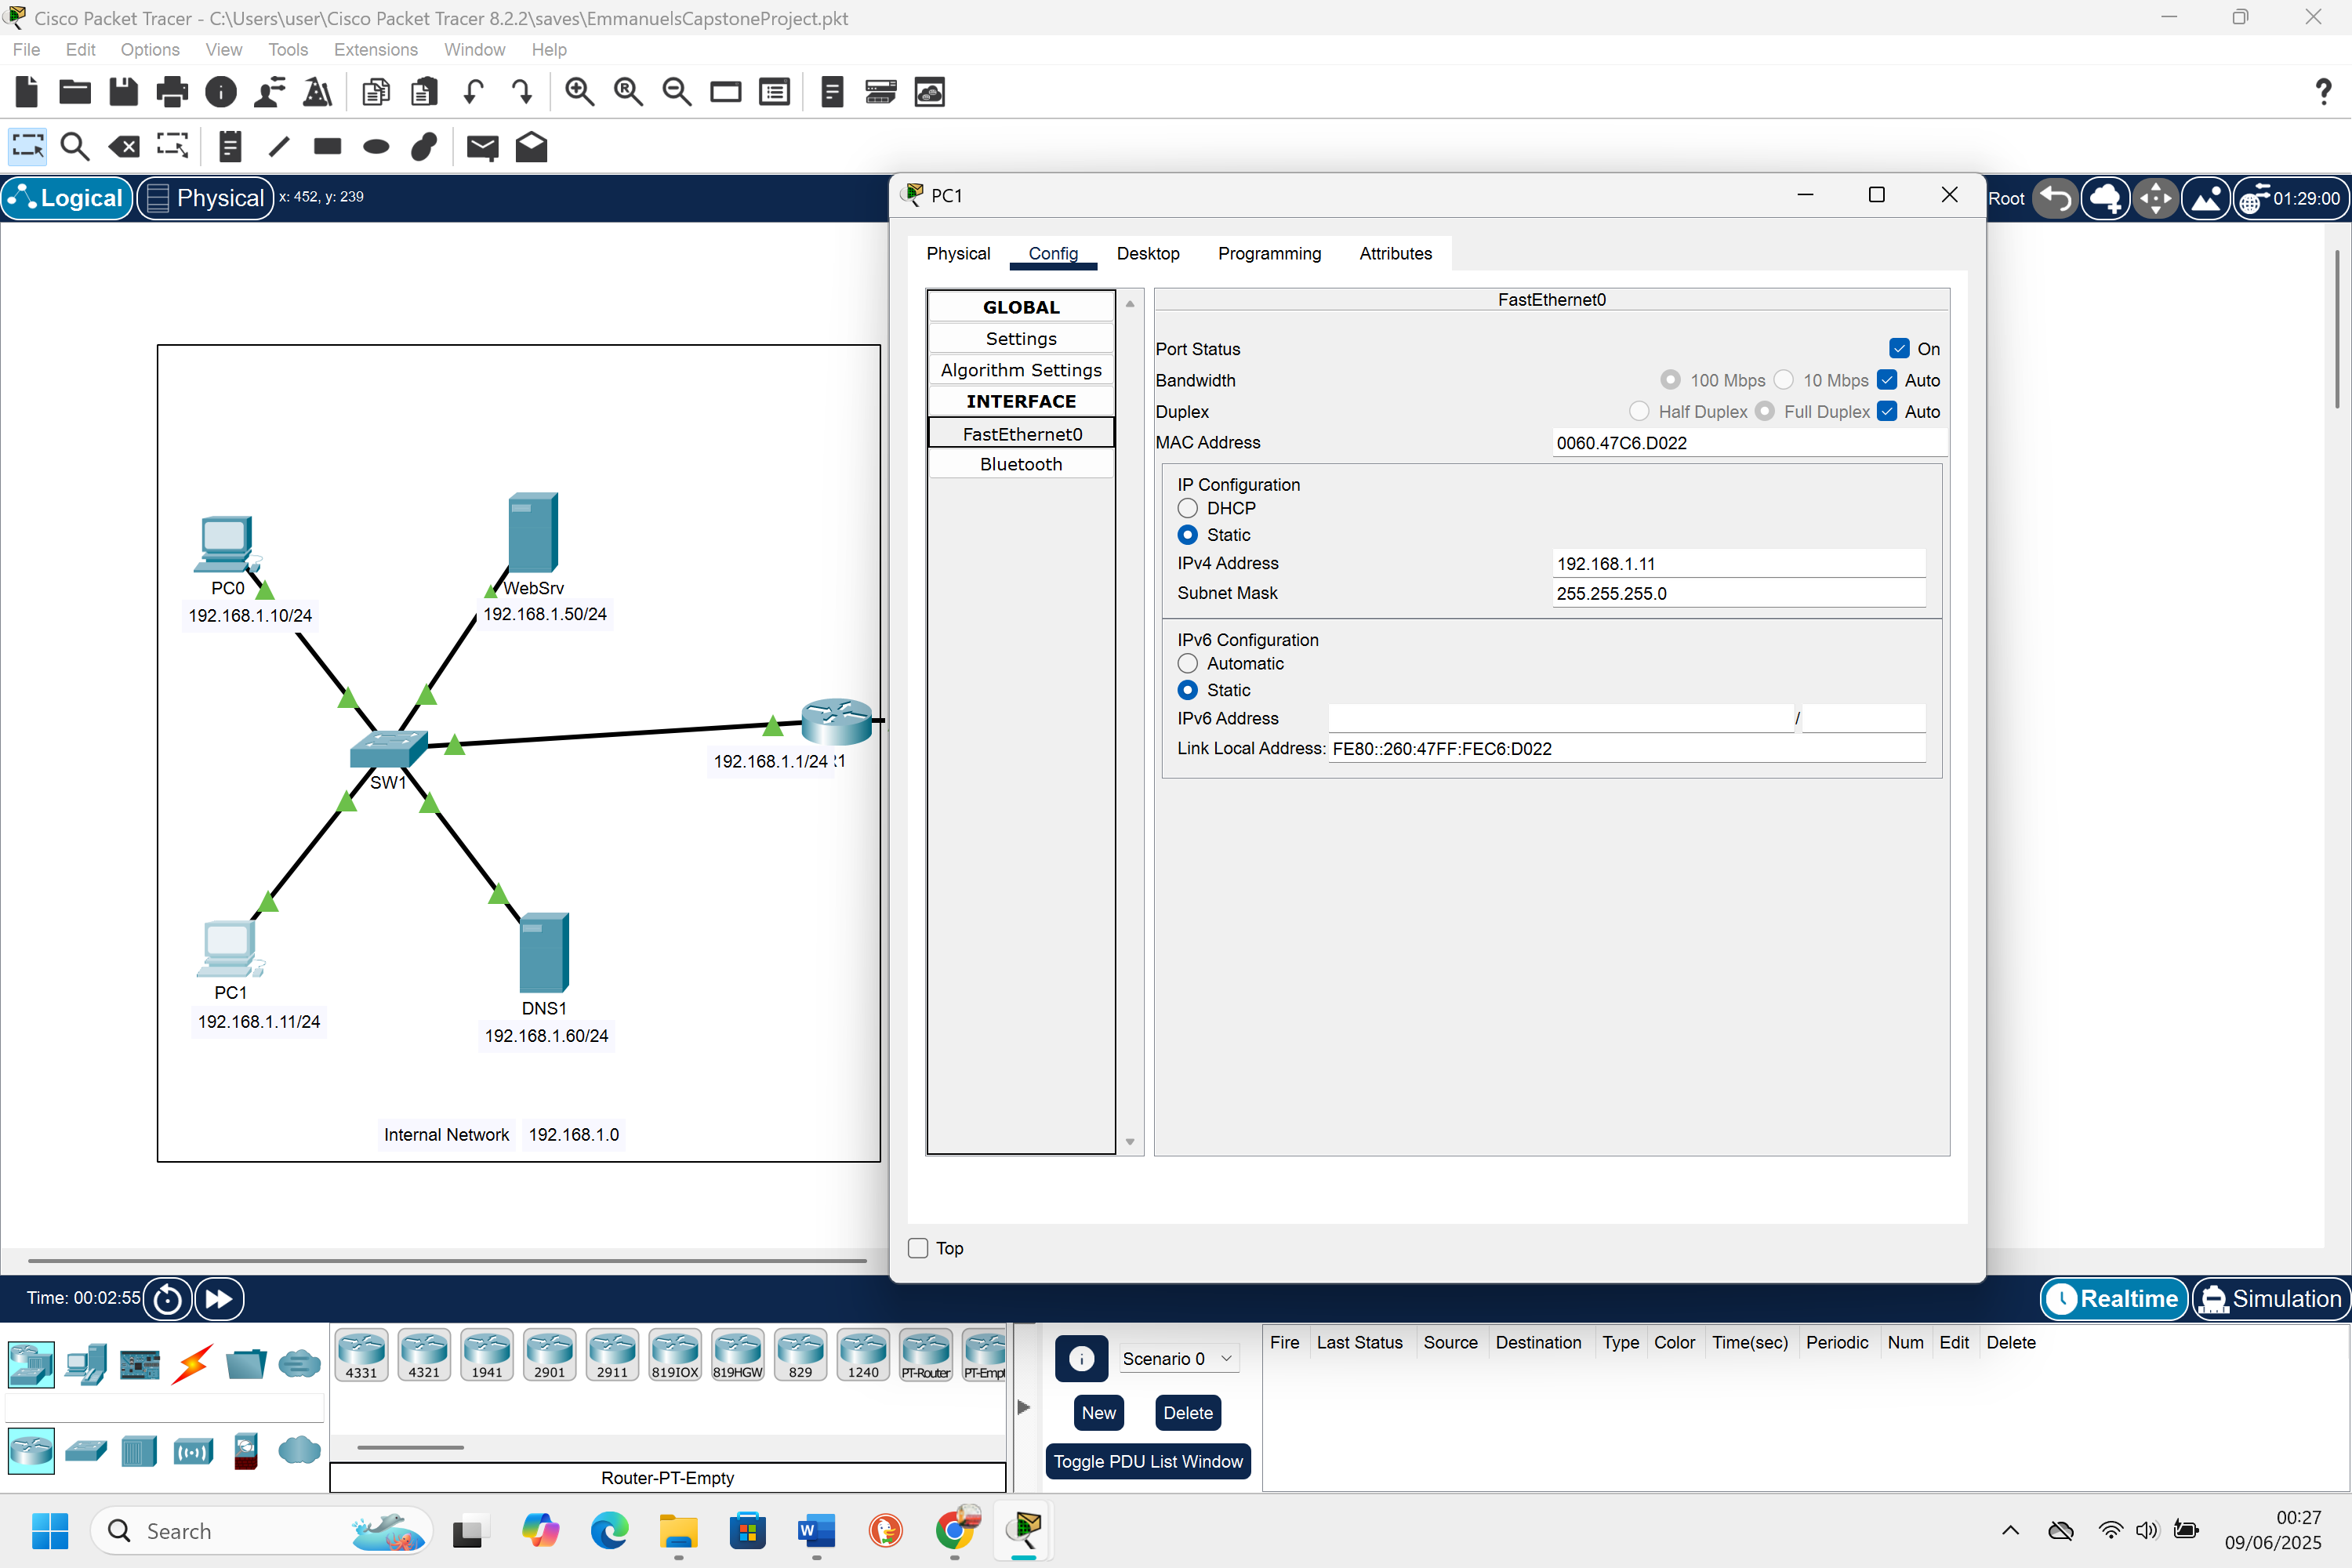 Cisco Packet Tracer - C:\Users\user\Cisco Packet Tracer 8.2.2\saves\EmmanuelsCapstoneProject.pkt
File Edit Options View Tools Extensions Window Help
Logical Physical x: 452, y: 239
Root 01:29:00
PC0
192.168.1.10/24
WebSrv
192.168.1.50/24
SW1
192.168.1.1/24
PC1
192.168.1.11/24
DNS1
192.168.1.60/24
Internal Network 192.168.1.0
PC1
Physical Config Desktop Programming Attributes
GLOBAL
Settings
Algorithm Settings
INTERFACE
FastEthernet0
Bluetooth
FastEthernet0
Port Status On
Bandwidth 100 Mbps 10 Mbps Auto
Duplex Half Duplex Full Duplex Auto
MAC Address 0060.47C6.D022
IP Configuration
DHCP
Static
IPv4 Address 192.168.1.11
Subnet Mask 255.255.255.0
IPv6 Configuration
Automatic
Static
IPv6 Address /
Link Local Address: FE80::260:47FF:FEC6:D022
Top
Time: 00:02:55
Realtime Simulation
4331 4321 1941 2901 2911 819IOX 819HGW 829 1240 PT-Router PT-Empt
Router-PT-Empty
Scenario 0
New Delete
Toggle PDU List Window
Fire Last Status Source Destination Type Color Time(sec) Periodic Num Edit Delete
Search
00:27
09/06/2025